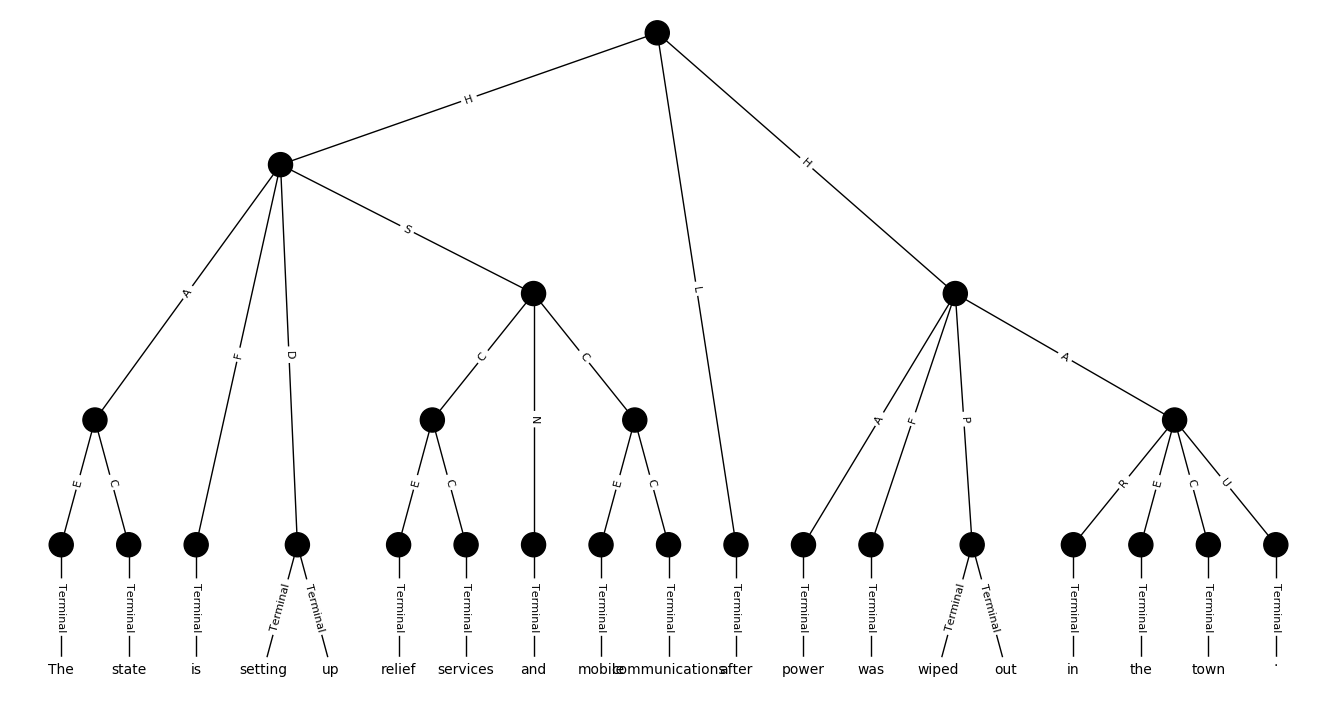 H
H
A
S
L
F
D
A
C
C
A
F
P
N
E
C
E
C
E
C
R
E
C
U
Terminal Terminal Terminal Terminal Terminal Terminal Terminal Terminal Terminal Terminal Terminal Terminal Terminal Terminal Terminal Terminal Terminal Terminal Terminal
The state is setting up relief services and mobile communications after power was wiped out in the town .